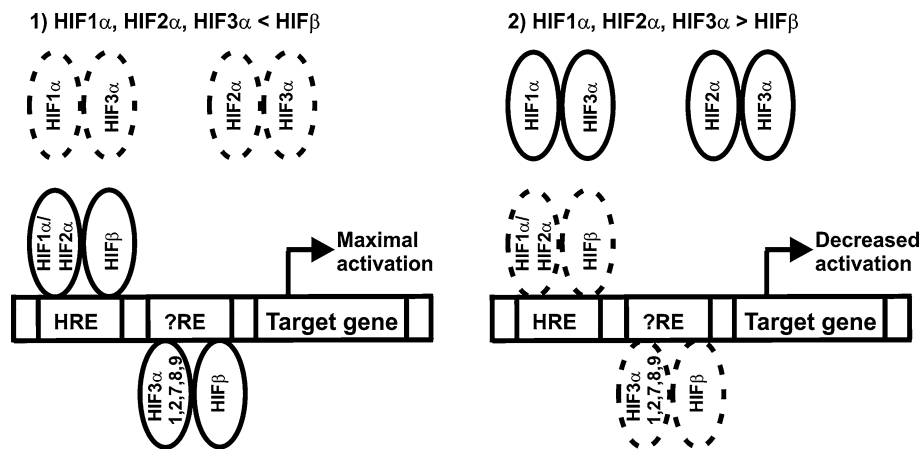 1) HIF1α, HIF2α, HIF3α < HIFβ
HIF1α
HIF3α
HIF2α
HIF3α
HIF1α/
HIF2α
HIFβ
Maximal
activation
HRE
?RE
Target gene
HIF3α
1,2,7,8,9
HIFβ
2) HIF1α, HIF2α, HIF3α > HIFβ
HIF1α
HIF3α
HIF2α
HIF3α
HIF1α/
HIF2α
HIFβ
Decreased
activation
HRE
?RE
Target gene
HIF3α
1,2,7,8,9
HIFβ